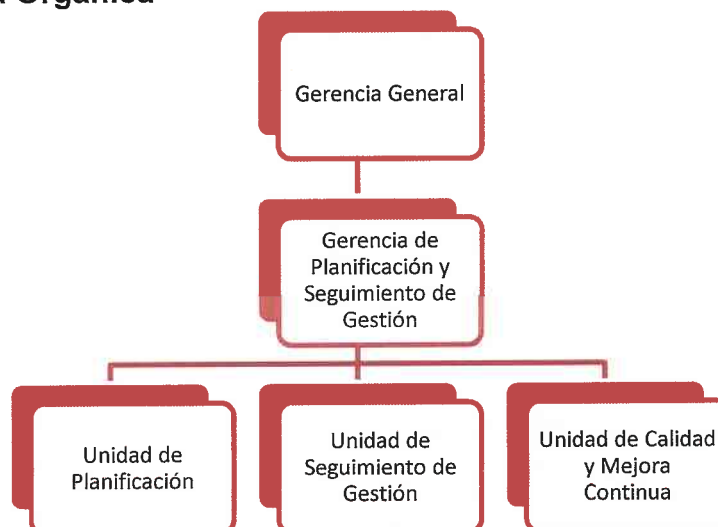 Gerencia General
Gerencia de
Planificación y
Seguimiento de
Gestión
Unidad de
Planificación
Unidad de
Seguimiento de
Gestión
Unidad de Calidad
y Mejora
Continua